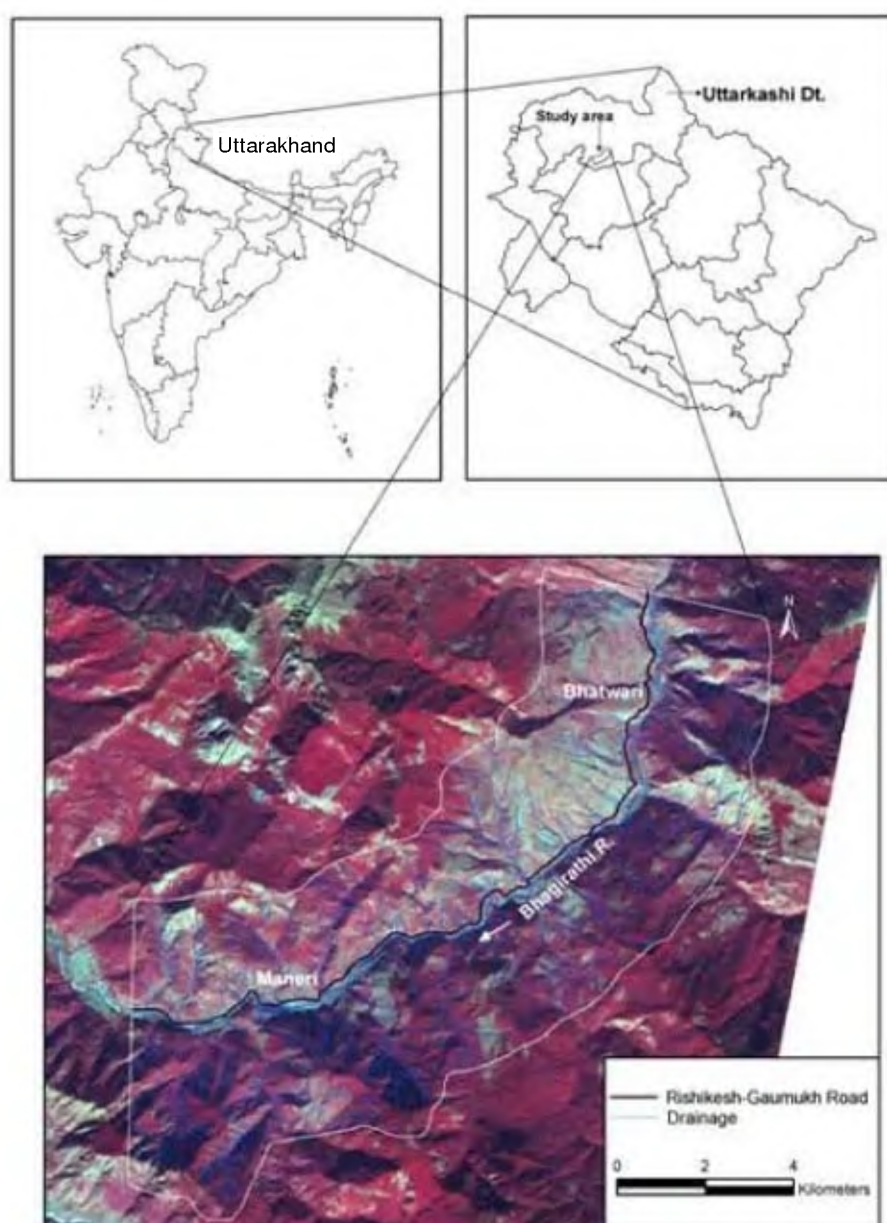 Uttarakhand
Uttarkashi Dt.
Study area
N
Bhatwari
Bhagirathi R.
Maneri
Rishikesh-Gaumukh Road
Drainage
0 2 4
Kilometers